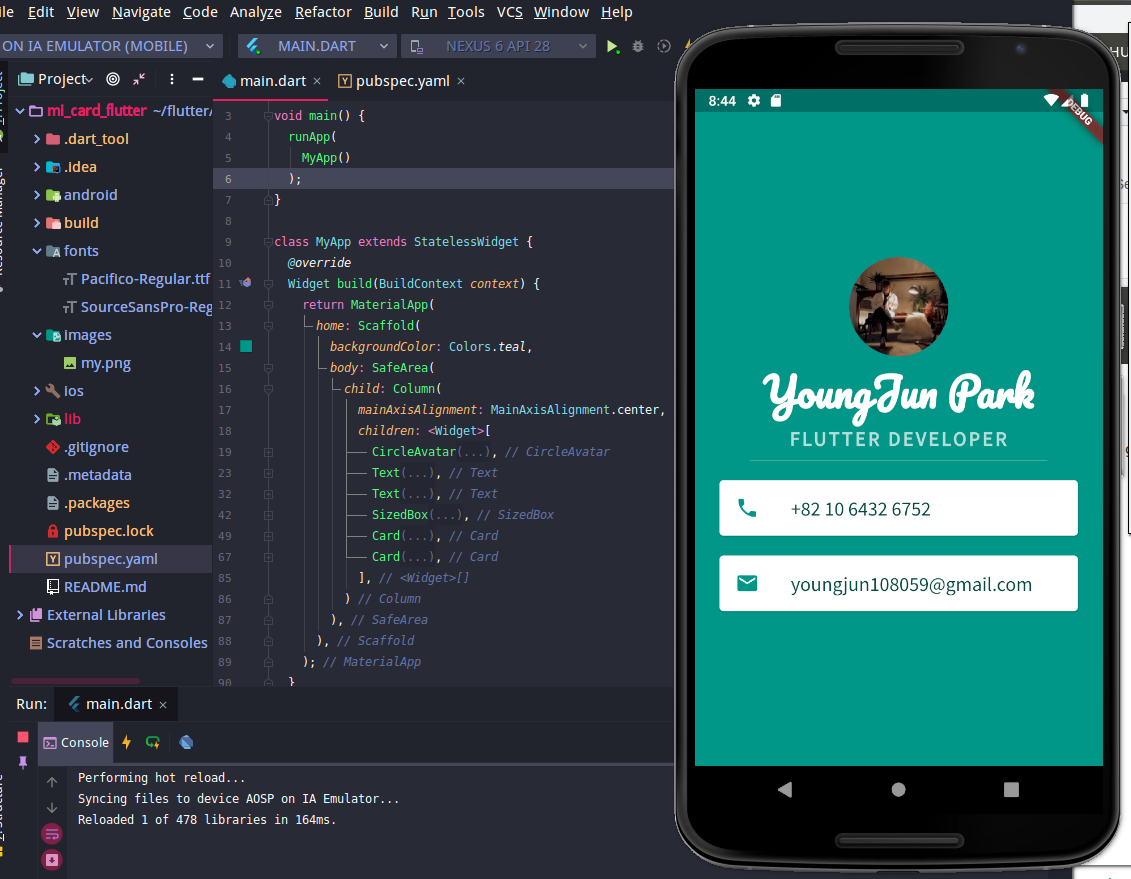 ile Edit View Navigate Code Analyze Refactor Build Run Tools VCS Window Help
ON IA EMULATOR (MOBILE) MAIN.DART NEXUS 6 API 28
Project main.dart × pubspec.yaml ×
mi_card_flutter ~/flutter/
.dart_tool
.idea
android
build
fonts
Pacifico-Regular.ttf
SourceSansPro-Reg
images
my.png
ios
lib
.gitignore
.metadata
.packages
pubspec.lock
pubspec.yaml
README.md
External Libraries
Scratches and Consoles
3 void main() {
4 runApp(
5 MyApp()
6 );
7 }
8
9 class MyApp extends StatelessWidget {
10 @override
11 Widget build(BuildContext context) {
12 return MaterialApp(
13 home: Scaffold(
14 backgroundColor: Colors.teal,
15 body: SafeArea(
16 child: Column(
17 mainAxisAlignment: MainAxisAlignment.center,
18 children: <Widget>[
19 CircleAvatar(...), // CircleAvatar
23 Text(...), // Text
32 Text(...), // Text
42 SizedBox(...), // SizedBox
49 Card(...), // Card
67 Card(...), // Card
85 ], // <Widget>[]
86 ) // Column
87 ), // SafeArea
88 ), // Scaffold
89 ); // MaterialApp
90 }
Run: main.dart ×
Console
Performing hot reload...
Syncing files to device AOSP on IA Emulator...
Reloaded 1 of 478 libraries in 164ms.
8:44
DEBUG
YoungJun Park
FLUTTER DEVELOPER
+82 10 6432 6752
youngjun108059@gmail.com